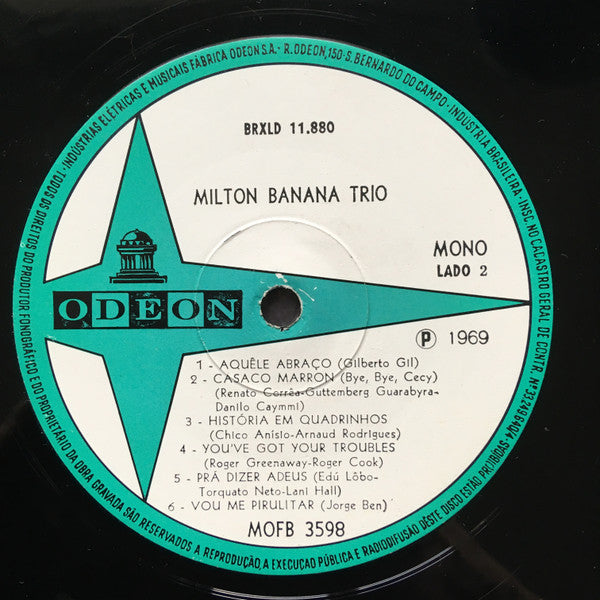 ·TODOS OS DIREITOS DO PRODUTOR FONOGRÁFICO E DO PROPRIETÁRIO DA OBRA GRAVADA SÃO RESERVADOS A REPRODUÇÃO, A EXECUÇÃO PÚBLICA E RADIODIFUSÃO DÊSTE DISCO ESTÃO PROIBIDAS·
INDÚSTRIAS ELÉTRICAS E MUSICAIS FÁBRICA ODEON S.A. - R. ODEON, 150 - S. BERNARDO DO CAMPO - INDÚSTRIA BRASILEIRA - INSC. NO CADASTRO GERAL DE CONTR. Nº
BRXLD 11.880
MILTON BANANA TRIO
MONO
LADO 2
ODEON
P 1969
1 - AQUÊLE ABRAÇO (Gilberto Gil)
2 - CASACO MARRON (Bye, Bye, Cecy)
(Renato Corrêa-Guttemberg Guarabyra-
Danilo Caymmi)
3 - HISTÓRIA EM QUADRINHOS
(Chico Anísio-Arnaud Rodrigues)
4 - YOU'VE GOT YOUR TROUBLES
(Roger Greenaway-Roger Cook)
5 - PRÁ DIZER ADEUS (Edú Lôbo-
Torquato Neto-Lani Hall)
6 - VOU ME PIRULITAR (Jorge Ben)
MOFB 3598